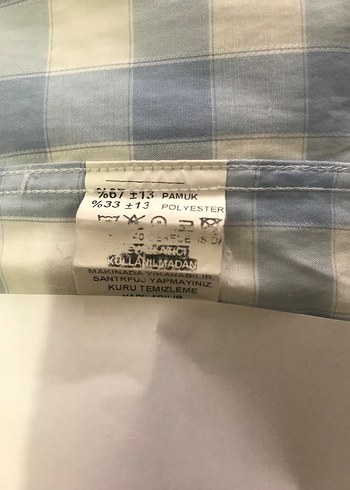 %67 ±13 PAMUK
%33 ±13 POLYESTER
KULLANILMADAN
MAKINADA YIKANABILIR
SANTRFUJ YAPMAYINIZ.
KURU TEMIZLEME